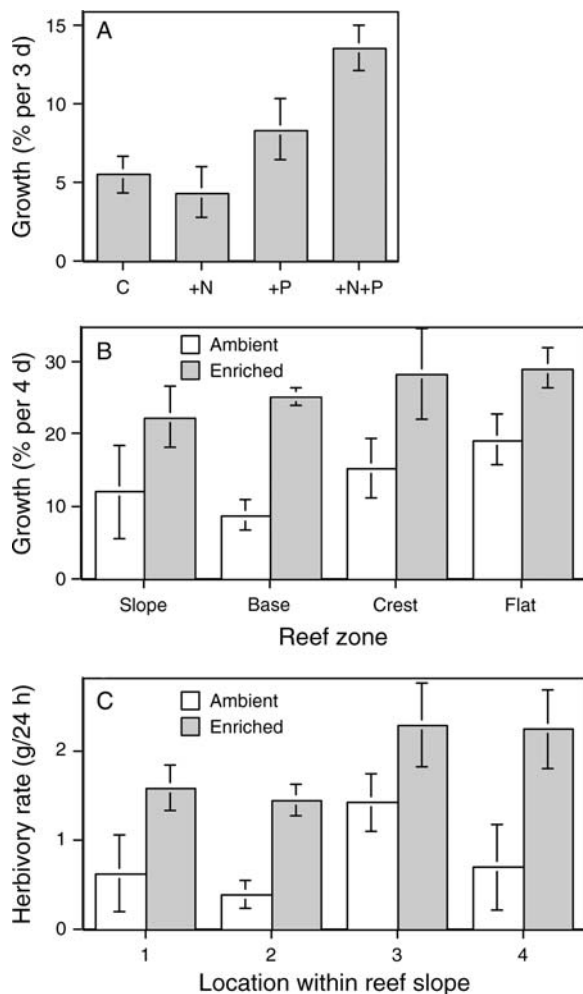 A
Growth (% per 3 d)
15
10
5
0
C +N +P +N+P
B
Ambient
Enriched
Growth (% per 4 d)
30
20
10
0
Slope Base Crest Flat
Reef zone
C
Ambient
Enriched
Herbivory rate (g/24 h)
2
1
0
1 2 3 4
Location within reef slope